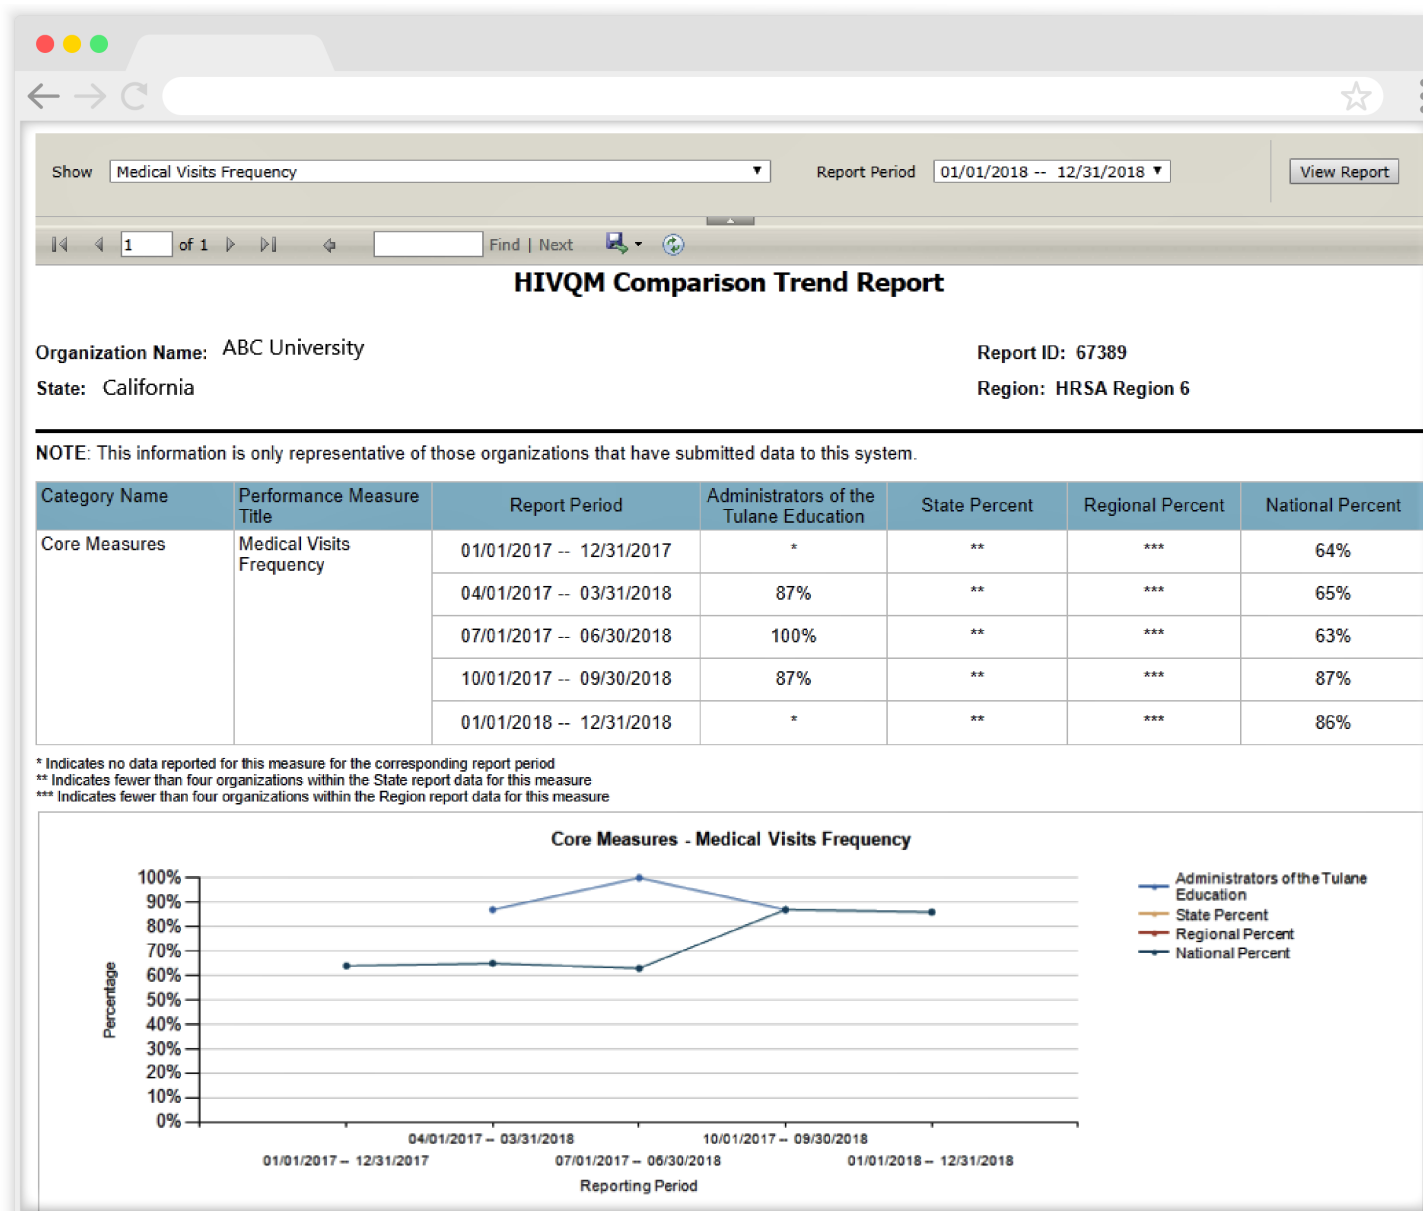 Show Medical Visits Frequency Report Period 01/01/2018 -- 12/31/2018 View Report
1 of 1 Find | Next
HIVQM Comparison Trend Report
Organization Name: ABC University Report ID: 67389
State: California Region: HRSA Region 6
NOTE: This information is only representative of those organizations that have submitted data to this system.
Category Name Performance Measure Title Report Period Administrators of the Tulane Education State Percent Regional Percent National Percent
Core Measures Medical Visits Frequency 01/01/2017 -- 12/31/2017 * ** *** 64%
04/01/2017 -- 03/31/2018 87% ** *** 65%
07/01/2017 -- 06/30/2018 100% ** *** 63%
10/01/2017 -- 09/30/2018 87% ** *** 87%
01/01/2018 -- 12/31/2018 * ** *** 86%
* Indicates no data reported for this measure for the corresponding report period
** Indicates fewer than four organizations within the State report data for this measure
*** Indicates fewer than four organizations within the Region report data for this measure
Core Measures - Medical Visits Frequency
100%
90%
80%
70%
60%
50%
40%
30%
20%
10%
0%
Percentage
04/01/2017 -- 03/31/2018 10/01/2017 -- 09/30/2018
01/01/2017 -- 12/31/2017 07/01/2017 -- 06/30/2018 01/01/2018 -- 12/31/2018
Reporting Period
Administrators of the Tulane
Education
State Percent
Regional Percent
National Percent